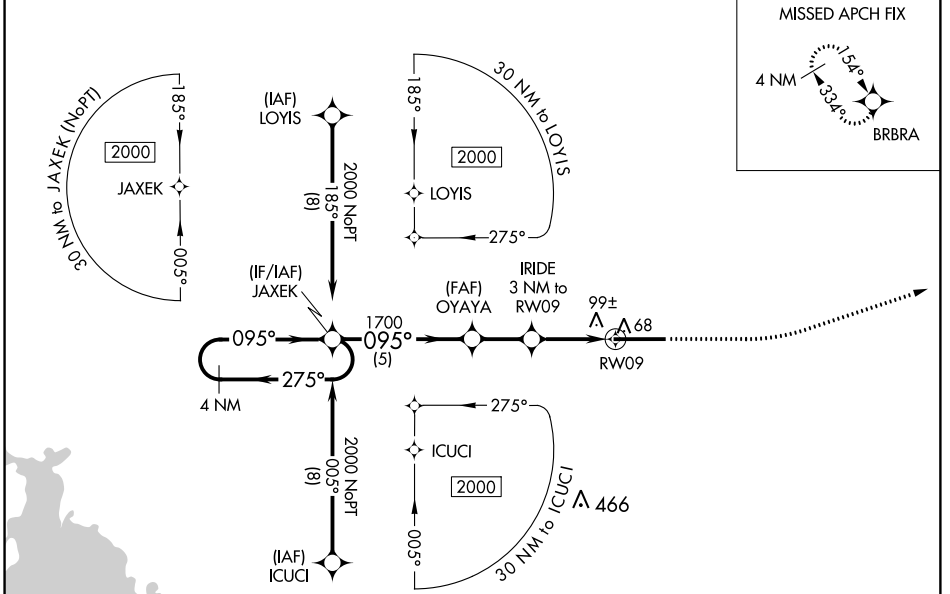 MISSED APCH FIX
4 NM
154°
334°
BRBRA
30 NM to JAXEK (NoPT)
185°
2000
JAXEK
005°
(IAF)
LOYIS
2000 NoPT
185°
(8)
30 NM to LOYIS
185°
2000
LOYIS
275°
(IF/IAF)
JAXEK
095°
275°
4 NM
1700
095°
(5)
(FAF)
OYAYA
IRIDE
3 NM to
RW09
99±
68
RW09
2000 NoPT
005°
(8)
(IAF)
ICUCI
275°
ICUCI
2000
005°
30 NM to ICUCI
466